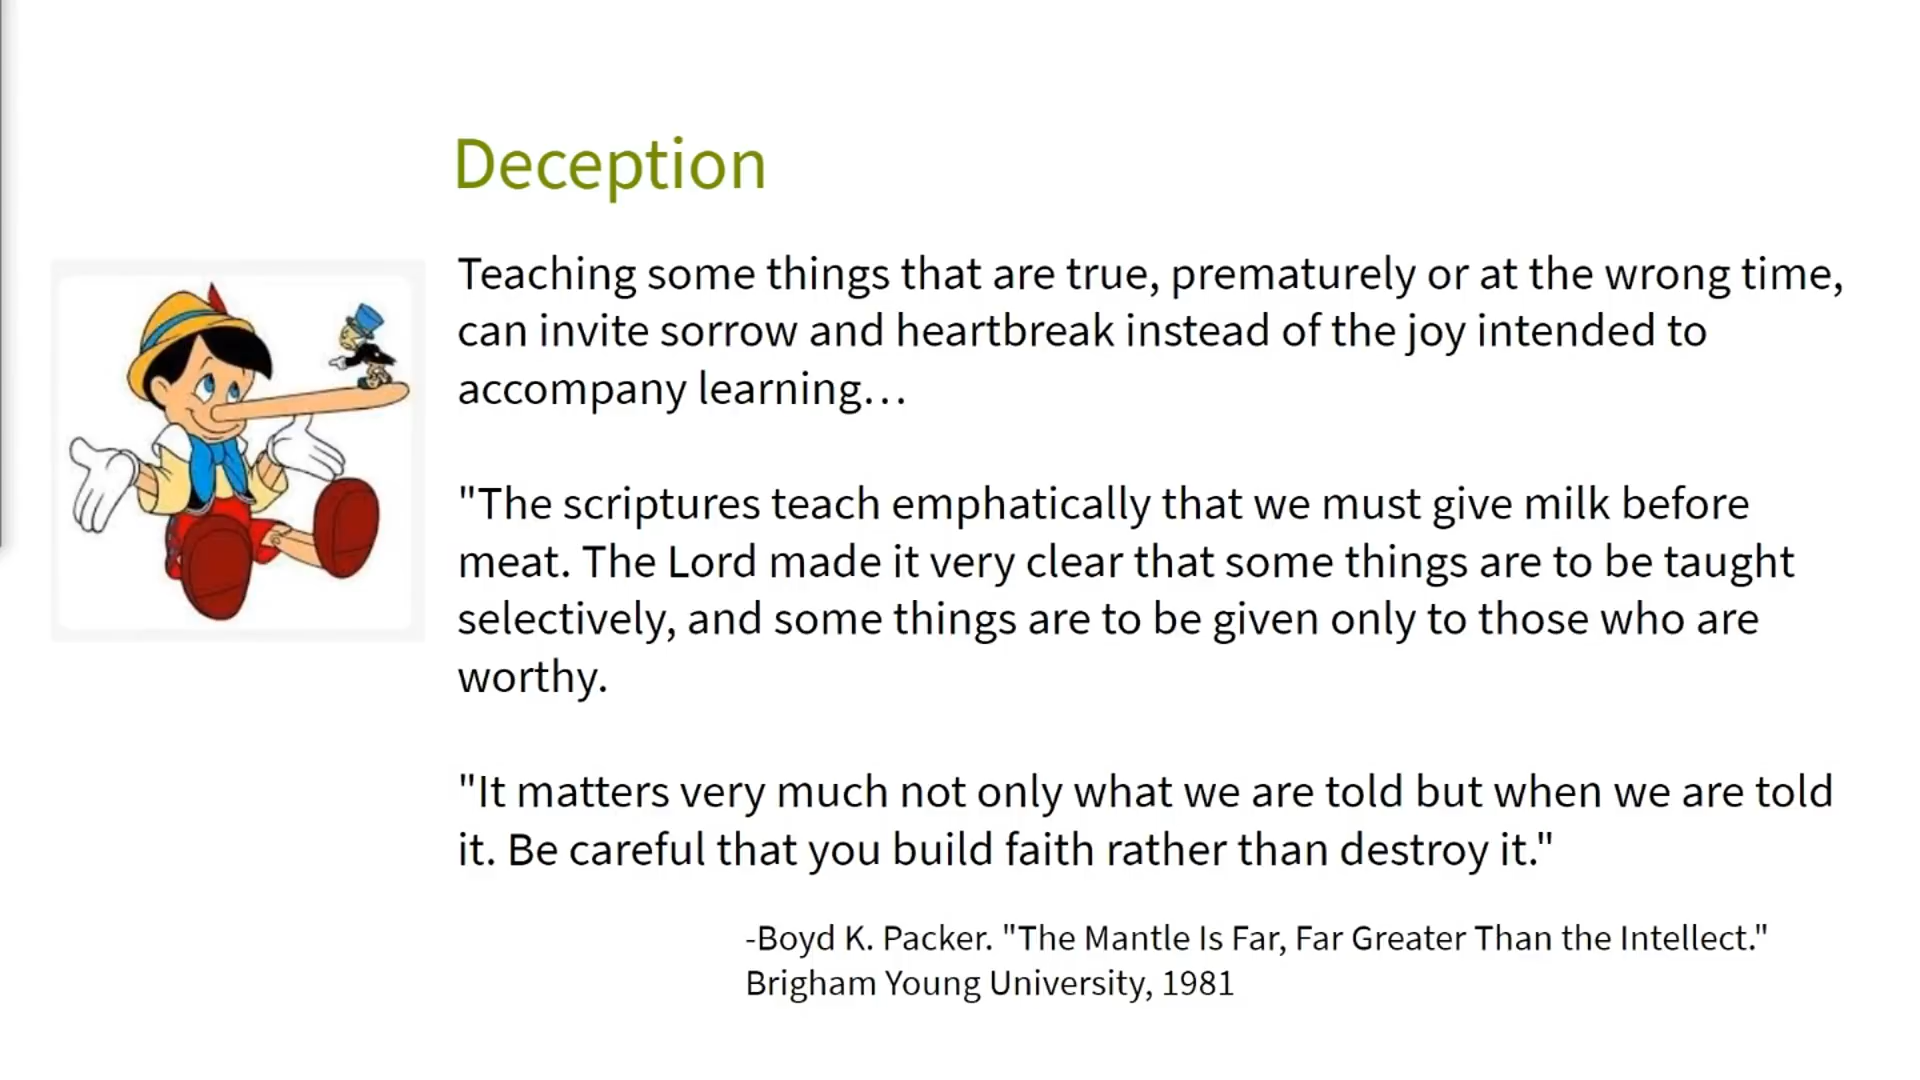 Deception
Teaching some things that are true, prematurely or at the wrong time,
can invite sorrow and heartbreak instead of the joy intended to
accompany learning…
"The scriptures teach emphatically that we must give milk before
meat. The Lord made it very clear that some things are to be taught
selectively, and some things are to be given only to those who are
worthy.
"It matters very much not only what we are told but when we are told
it. Be careful that you build faith rather than destroy it."
-Boyd K. Packer. "The Mantle Is Far, Far Greater Than the Intellect."
Brigham Young University, 1981